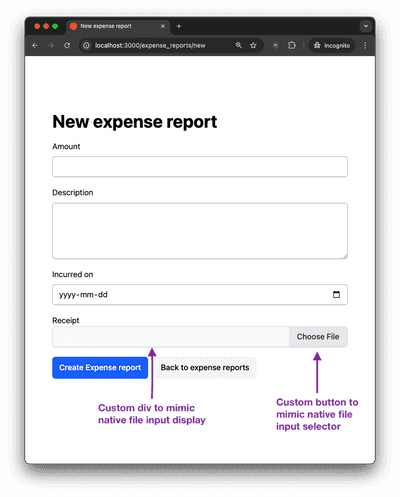 New expense report
localhost:3000/expense_reports/new
Incognito
New expense report
Amount
Description
Incurred on
yyyy-mm-dd
Receipt
Choose File
Create Expense report
Back to expense reports
Custom div to mimic
native file input display
Custom button to
mimic native file
input selector